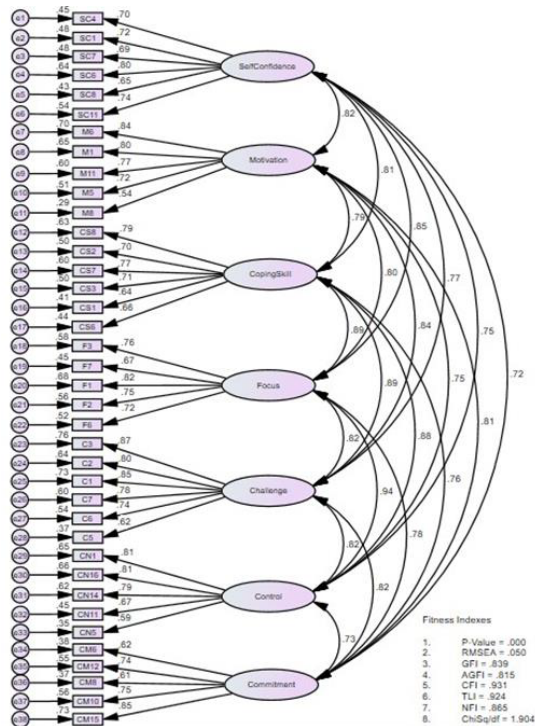 e1 .45 SC4 .70
e2 .48 SC1 .72
e3 .48 SC7 .69
e4 .64 SC6 .80
e5 .43 SC8 .65
e6 .54 SC11 .74
SelfConfidence
e7 .70 M6 .84
e8 .65 M1 .80
e9 .60 M11 .77
e10 .51 M5 .72
e11 .29 M8 .54
Motivation
e12 .63 CS8 .79
e13 .50 CS2 .70
e14 .60 CS7 .77
e15 .50 CS3 .71
e16 .41 CS1 .64
e17 .44 CS6 .66
CopingSkill
e18 .58 F3 .76
e19 .45 F7 .67
e20 .68 F1 .82
e21 .56 F2 .75
e22 .52 F6 .72
Focus
e23 .76 C3 .87
e24 .64 C2 .80
e25 .73 C1 .85
e26 .60 C7 .78
e27 .54 C6 .74
e28 .37 C5 .62
Challenge
e29 .65 CN1 .81
e30 .66 CN16 .81
e31 .62 CN14 .79
e32 .45 CN11 .67
e33 .35 CN5 .59
Control
e34 .38 CM6 .62
e35 .55 CM12 .74
e36 .37 CM8 .61
e37 .56 CM10 .75
e38 .73 CM15 .85
Commitment
.82
.81
.79 .85
.80 .77
.89 .84 .75
.72
.89 .75
.88 .81
.82
.76
.94
.82 .78
.82
.73
Fitness Indexes
1. P-Value = .000
2. RMSEA = .050
3. GFI = .839
4. AGFI = .815
5. CFI = .931
6. TLI = .924
7. NFI = .865
8. ChiSq/df = 1.904